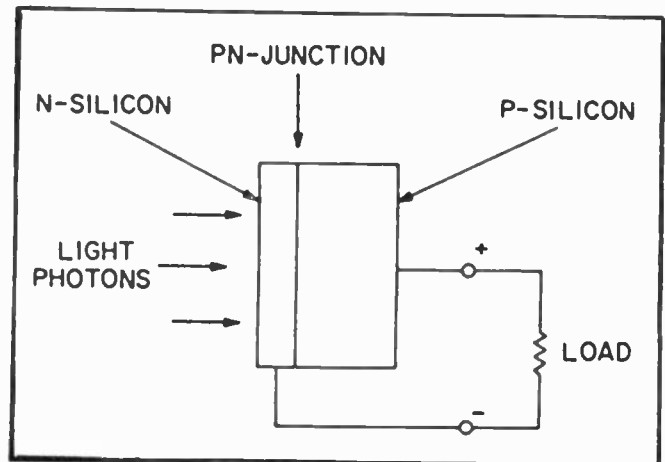 PN-JUNCTION
N-SILICON
P-SILICON
LIGHT
PHOTONS
+
LOAD
-